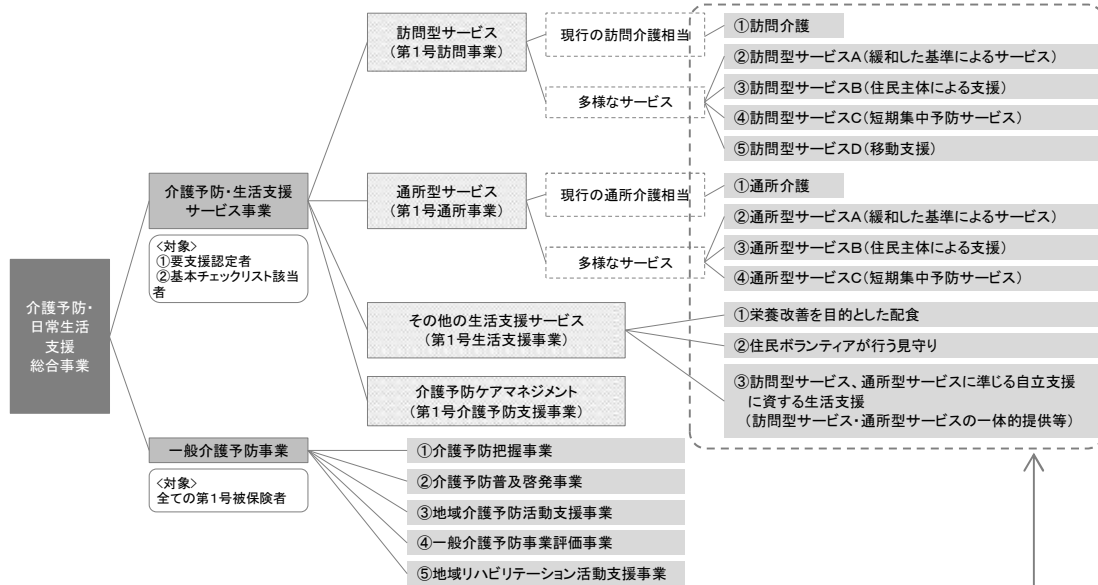 介護予防・
日常生活
支援
総合事業
介護予防・生活支援
サービス事業
<対象>
①要支援認定者
②基本チェックリスト該当
者
訪問型サービス
(第1号訪問事業)
現行の訪問介護相当
①訪問介護
多様なサービス
②訪問型サービスA(緩和した基準によるサービス)
③訪問型サービスB(住民主体による支援)
④訪問型サービスC(短期集中予防サービス)
⑤訪問型サービスD(移動支援)
通所型サービス
(第1号通所事業)
現行の通所介護相当
①通所介護
多様なサービス
②通所型サービスA(緩和した基準によるサービス)
③通所型サービスB(住民主体による支援)
④通所型サービスC(短期集中予防サービス)
その他の生活支援サービス
(第1号生活支援事業)
①栄養改善を目的とした配食
②住民ボランティアが行う見守り
③訪問型サービス、通所型サービスに準じる自立支援
に資する生活支援
(訪問型サービス・通所型サービスの一体的提供等)
介護予防ケアマネジメント
(第1号介護予防支援事業)
一般介護予防事業
<対象>
全ての第1号被保険者
①介護予防把握事業
②介護予防普及啓発事業
③地域介護予防活動支援事業
④一般介護予防事業評価事業
⑤地域リハビリテーション活動支援事業